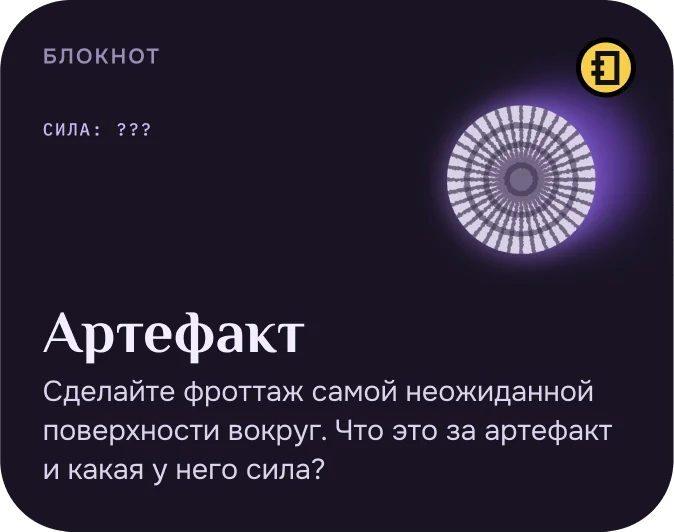 БЛОКНОТ
СИЛА: ???
Артефакт
Сделайте фроттаж самой неожиданной
поверхности вокруг. Что это за артефакт
и какая у него сила?